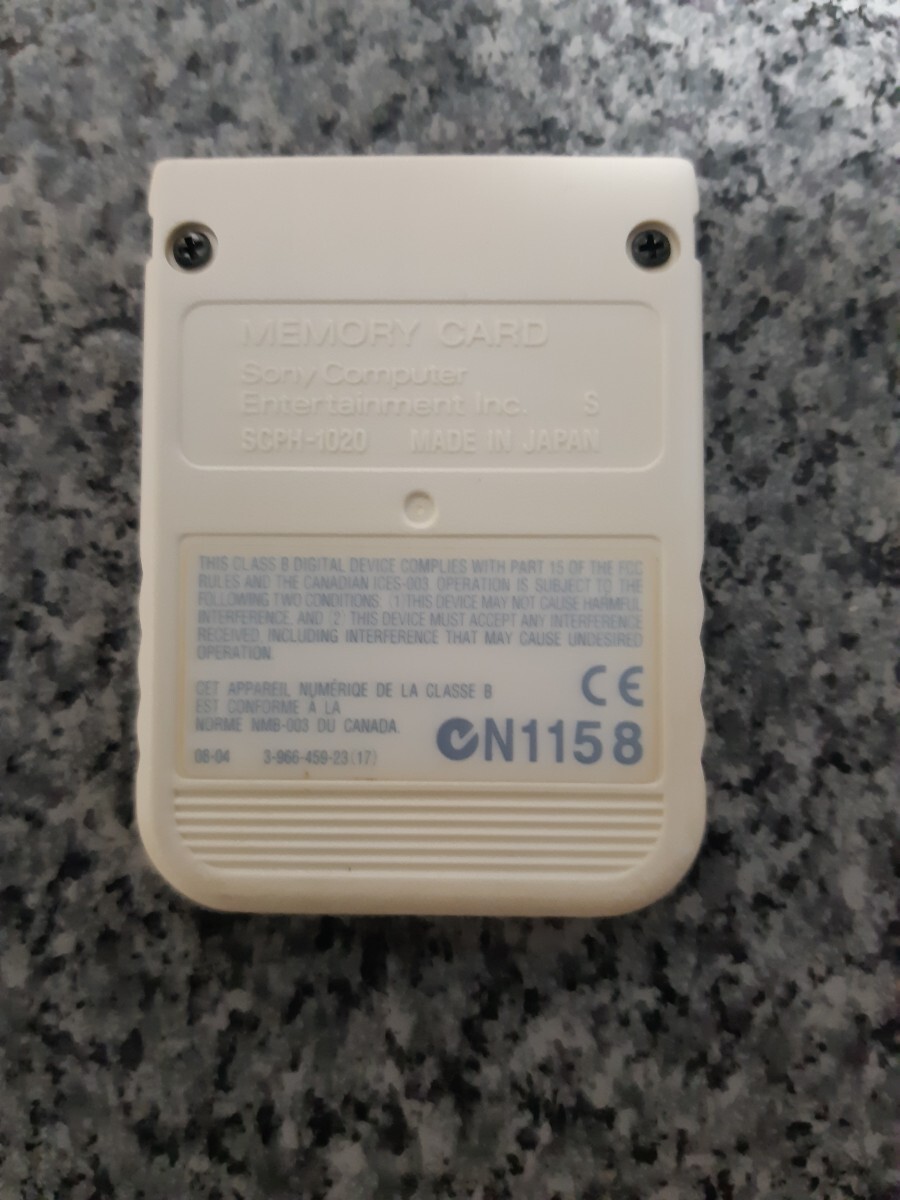 MEMORY CARD
Sony Computer
Entertainment Inc. S
SCPH-1020 MADE IN JAPAN
THIS CLASS B DIGITAL DEVICE COMPLIES WITH PART 15 OF THE FCC
RULES AND THE CANADIAN ICES-003. OPERATION IS SUBJECT TO THE
FOLLOWING TWO CONDITIONS: (1) THIS DEVICE MAY NOT CAUSE HARMFUL
INTERFERENCE, AND (2) THIS DEVICE MUST ACCEPT ANY INTERFERENCE
RECEIVED, INCLUDING INTERFERENCE THAT MAY CAUSE UNDESIRED
OPERATION.
CET APPAREIL NUMÉRIQE DE LA CLASSE B
EST CONFORME À LA
NORME NMB-003 DU CANADA.
CE
N1158
08-04 3-966-459-23(17)